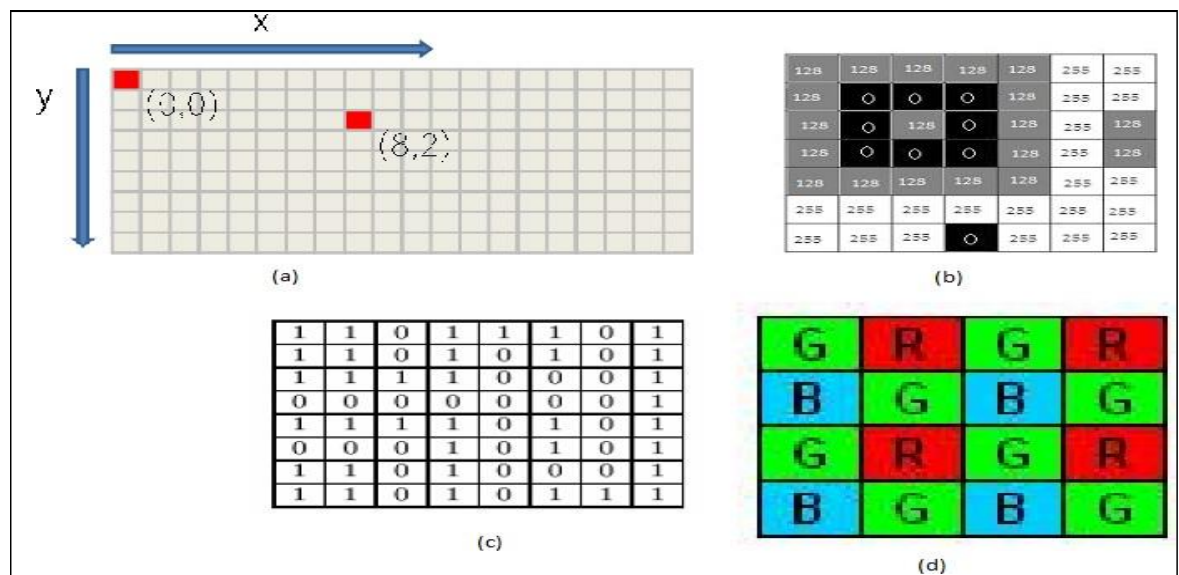 x
y
(0,0)
(8,2)
(a)
128 128 128 128 128 255 255
128 0 0 0 128 255 255
128 0 128 0 128 255 128
128 0 0 0 128 255 128
128 128 128 128 128 255 255
255 255 255 255 255 255 255
255 255 255 0 255 255 255
(b)
1 1 0 1 1 1 0 1
1 1 0 1 0 1 0 1
1 1 1 1 0 0 0 1
0 0 0 0 0 0 0 1
1 1 1 1 0 1 0 1
0 0 0 1 0 1 0 1
1 1 0 1 0 0 0 1
1 1 0 1 0 1 1 1
(c)
G R G R
B G B G
G R G R
B G B G
(d)